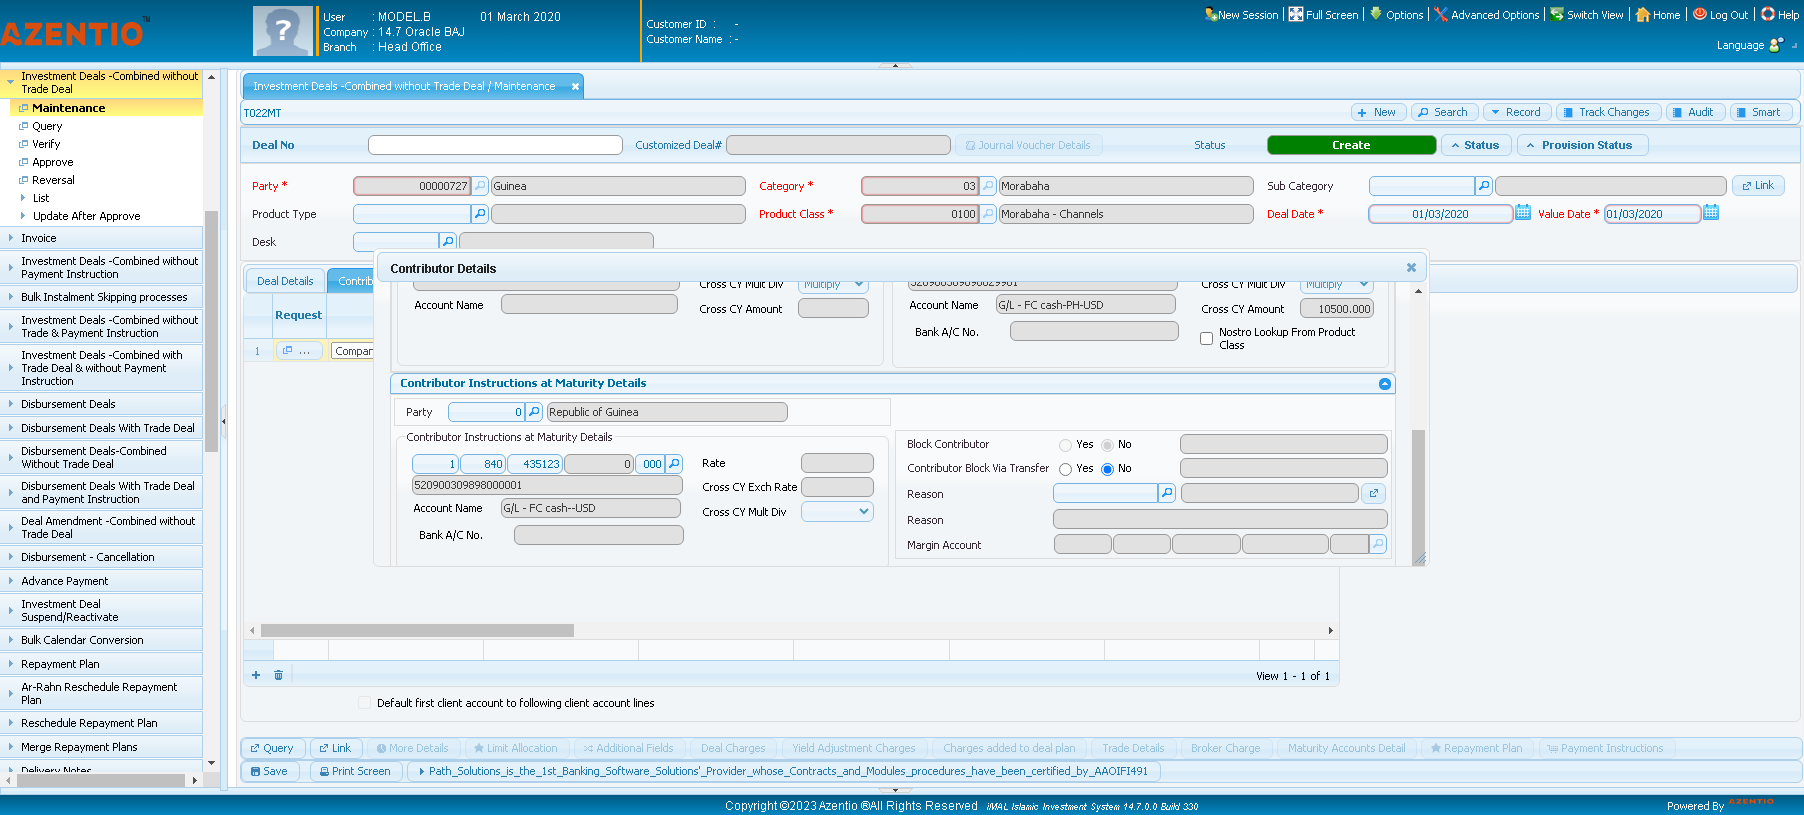 AZENTIO™
User : MODEL.B 01 March 2020
Company : 14.7 Oracle BAJ
Branch : Head Office
Customer ID : -
Customer Name : -
New Session Full Screen Options Advanced Options Switch View Home Log Out Help
Language
Investment Deals -Combined without Trade Deal
Maintenance
Query
Verify
Approve
Reversal
List
Update After Approve
Invoice
Investment Deals -Combined without Payment Instruction
Bulk Instalment Skipping processes
Investment Deals -Combined without Trade & Payment Instruction
Investment Deals -Combined with Trade Deal & without Payment Instruction
Disbursement Deals
Disbursement Deals With Trade Deal
Disbursement Deals-Combined Without Trade Deal
Disbursement Deals With Trade Deal and Payment Instruction
Deal Amendment -Combined without Trade Deal
Disbursement - Cancellation
Advance Payment
Investment Deal Suspend/Reactivate
Bulk Calendar Conversion
Repayment Plan
Ar-Rahn Reschedule Repayment Plan
Reschedule Repayment Plan
Merge Repayment Plans
Delivery Notes
Investment Deals -Combined without Trade Deal / Maintenance
T022MT
New Search Record Track Changes Audit Smart
Deal No Customized Deal# Journal Voucher Details Status Create Status Provision Status
Party * 00000727 Guinea Category * 03 Morabaha Sub Category Link
Product Type Product Class * 0100 Morabaha - Channels Deal Date * 01/03/2020 Value Date * 01/03/2020
Desk
Deal Details Contrib
Request
1 ... Compan
Contributor Details
Cross CY Mult Div Multiply
Account Name Cross CY Amount
520900309898029901 Cross CY Mult Div Multiply
Account Name G/L - FC cash-PH-USD Cross CY Amount 10500.000
Bank A/C No. Nostro Lookup From Product Class
Contributor Instructions at Maturity Details
Party 0 Republic of Guinea
Contributor Instructions at Maturity Details
1 840 435123 0 000 Rate
520900309898000001 Cross CY Exch Rate
Account Name G/L - FC cash--USD Cross CY Mult Div
Bank A/C No.
Block Contributor Yes No
Contributor Block Via Transfer Yes No
Reason
Reason
Margin Account
View 1 - 1 of 1
Default first client account to following client account lines
Query Link More Details Limit Allocation Additional Fields Deal Charges Yield Adjustment Charges Charges added to deal plan Trade Details Broker Charge Maturity Accounts Detail Repayment Plan Payment Instructions
Save Print Screen Path_Solutions_is_the_1st_Banking_Software_Solutions'_Provider_whose_Contracts_and_Modules_procedures_have_been_certified_by_AAOIFI491
Copyright ©2023 Azentio ®All Rights Reserved iMAL Islamic Investment System 14.7.0.0 Build 330
Powered By AZENTIO